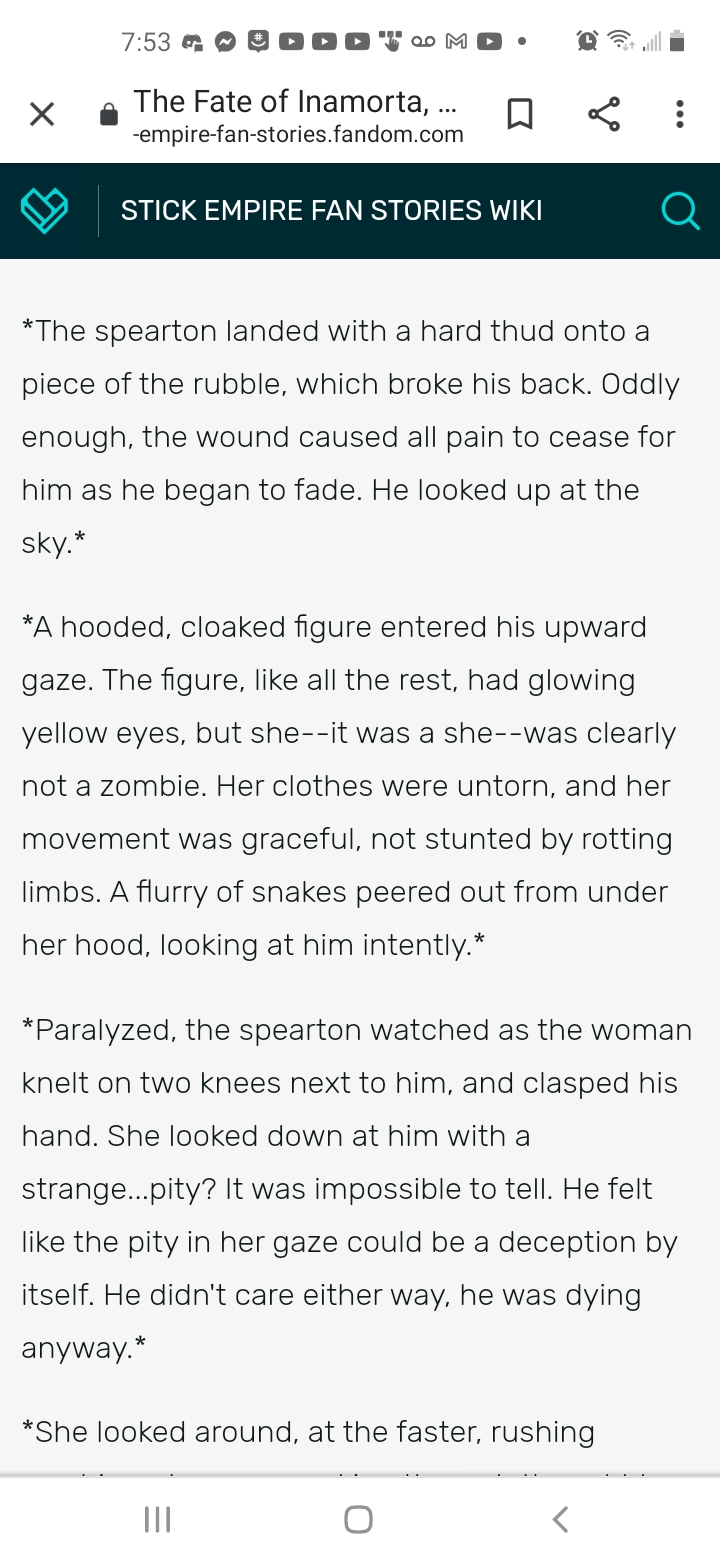 7:53
The Fate of Inamorta, ...
-empire-fan-stories.fandom.com
STICK EMPIRE FAN STORIES WIKI
*The spearton landed with a hard thud onto a
piece of the rubble, which broke his back. Oddly
enough, the wound caused all pain to cease for
him as he began to fade. He looked up at the
sky.*
*A hooded, cloaked figure entered his upward
gaze. The figure, like all the rest, had glowing
yellow eyes, but she--it was a she--was clearly
not a zombie. Her clothes were untorn, and her
movement was graceful, not stunted by rotting
limbs. A flurry of snakes peered out from under
her hood, looking at him intently.*
*Paralyzed, the spearton watched as the woman
knelt on two knees next to him, and clasped his
hand. She looked down at him with a
strange...pity? It was impossible to tell. He felt
like the pity in her gaze could be a deception by
itself. He didn't care either way, he was dying
anyway.*
*She looked around, at the faster, rushing